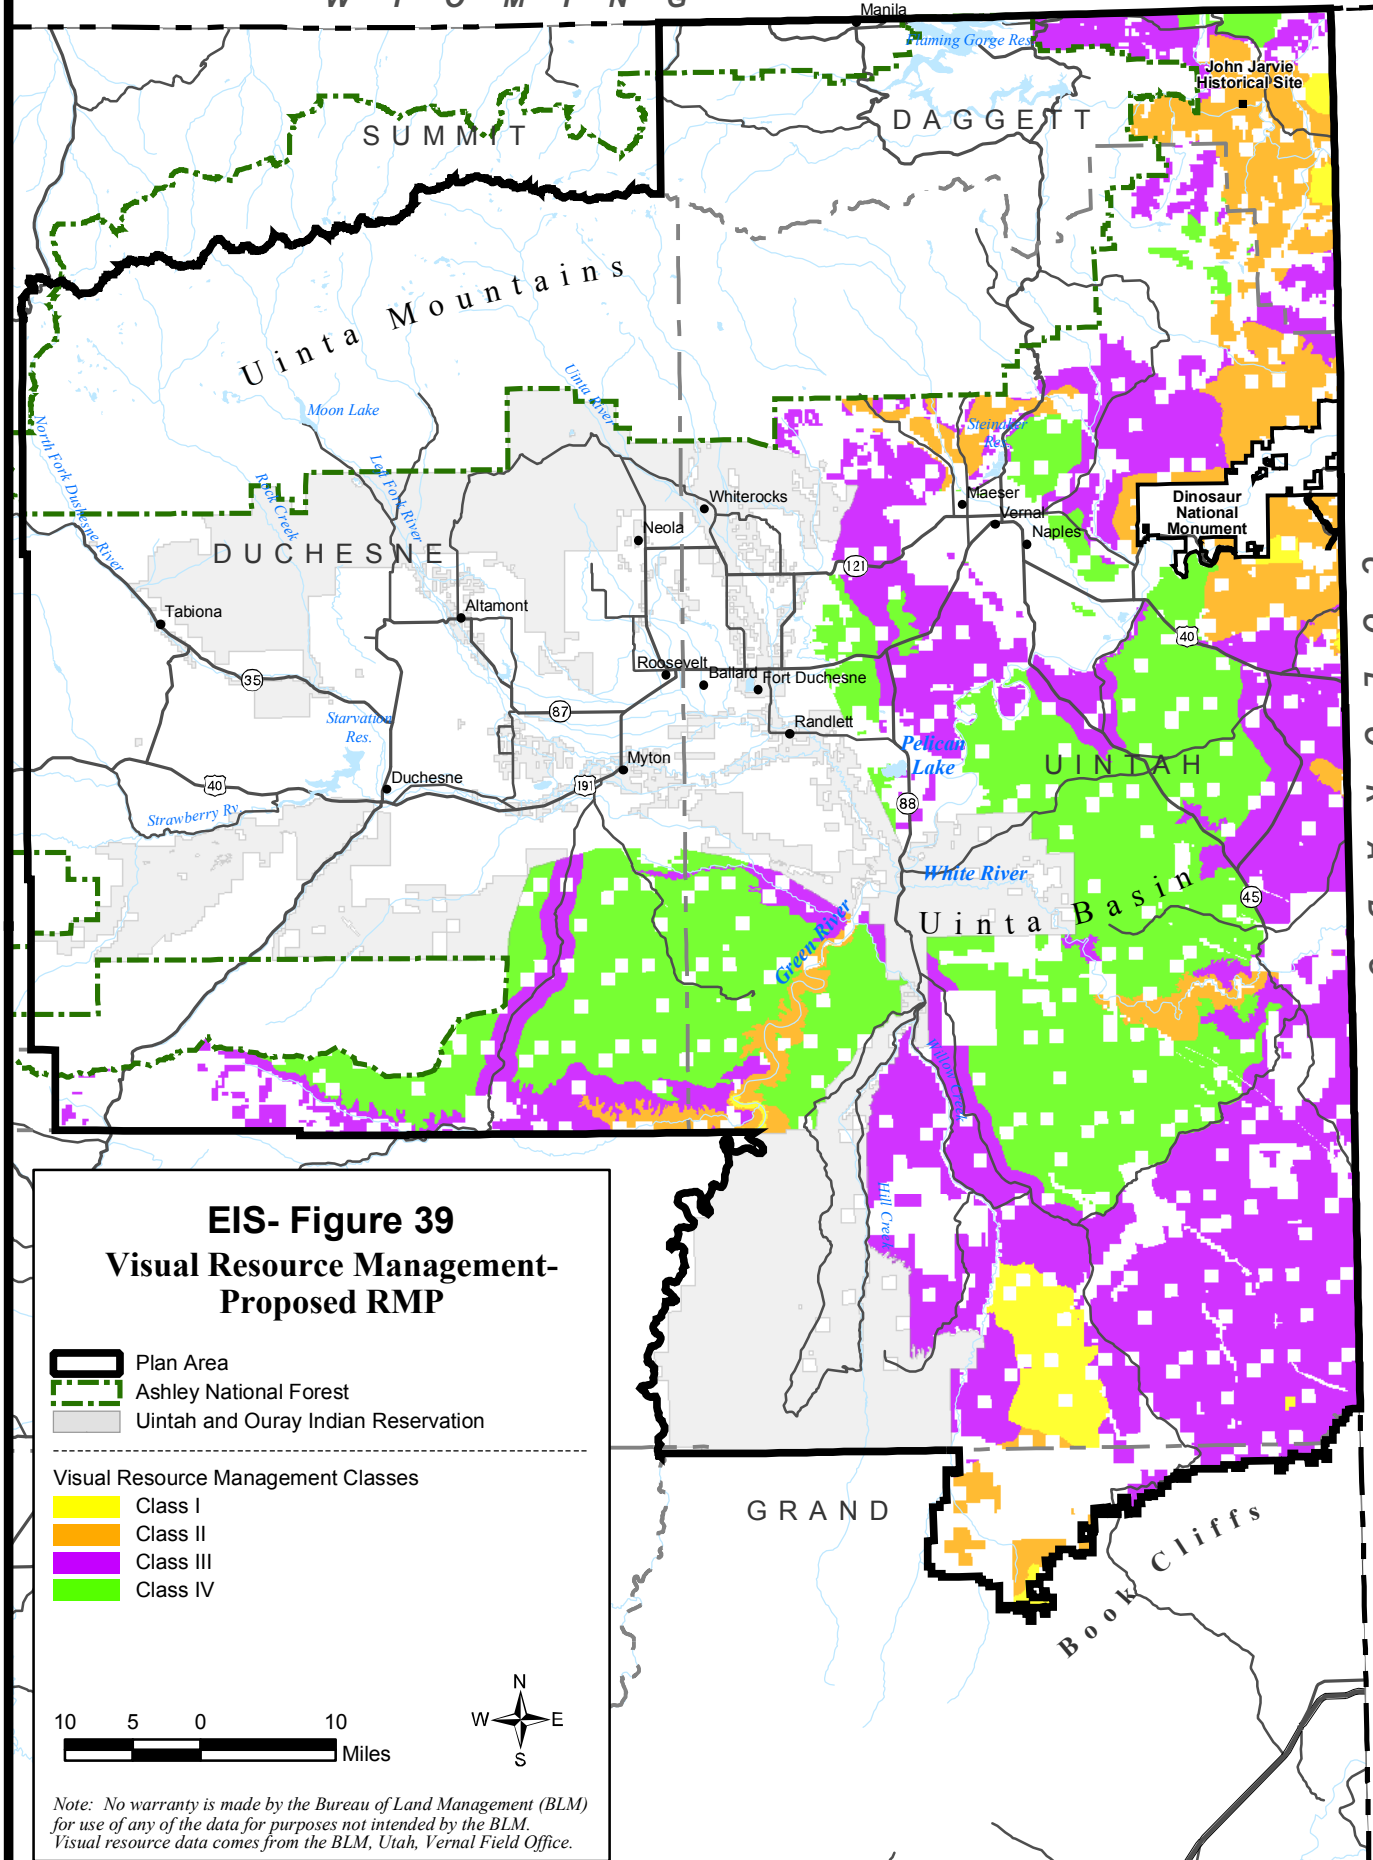 W Y O M I N G
Manila
Flaming Gorge Res.
John Jarvie
Historical Site
DAGGETT
SUMMIT
Uinta Mountains
Uinta River
Moon Lake
North Fork Duchesne River
Rock Creek
Left Fork River
Steinaker
Res.
Whiterocks
Maeser
Vernal
Neola
Naples
Dinosaur
National
Monument
DUCHESNE
121
Altamont
Tabiona
40
COLORADO
Roosevelt
Ballard
Fort Duchesne
35
87
Starvation
Res.
Randlett
Pelican
Lake
UINTAH
Myton
Duchesne
40
191
88
Strawberry Rv.
White River
45
Uinta Basin
Green River
Willow Creek
Hill Creek
EIS- Figure 39
Visual Resource Management-
Proposed RMP
Plan Area
Ashley National Forest
Uintah and Ouray Indian Reservation
Visual Resource Management Classes
Class I
Class II
Class III
Class IV
GRAND
Book Cliffs
N
W E
S
10 5 0 10
Miles
Note: No warranty is made by the Bureau of Land Management (BLM)
for use of any of the data for purposes not intended by the BLM.
Visual resource data comes from the BLM, Utah, Vernal Field Office.